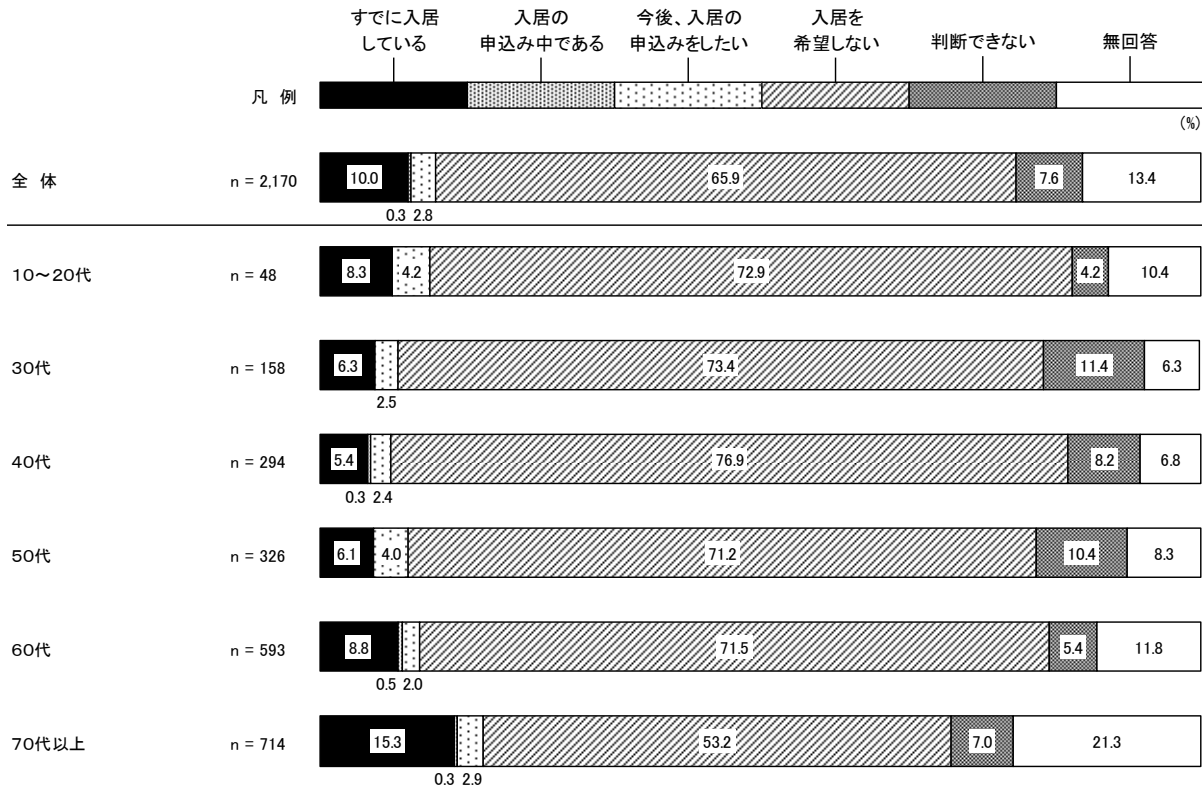 すでに入居
している
入居の
申込み中である
今後、入居の
申込みをしたい
入居を
希望しない
判断できない
無回答
凡 例
(%)
全 体 n = 2,170 10.0 65.9 7.6 13.4
0.3 2.8
10～20代 n = 48 8.3 4.2 72.9 4.2 10.4
30代 n = 158 6.3 73.4 11.4 6.3
2.5
40代 n = 294 5.4 76.9 8.2 6.8
0.3 2.4
50代 n = 326 6.1 4.0 71.2 10.4 8.3
60代 n = 593 8.8 71.5 5.4 11.8
0.5 2.0
70代以上 n = 714 15.3 53.2 7.0 21.3
0.3 2.9